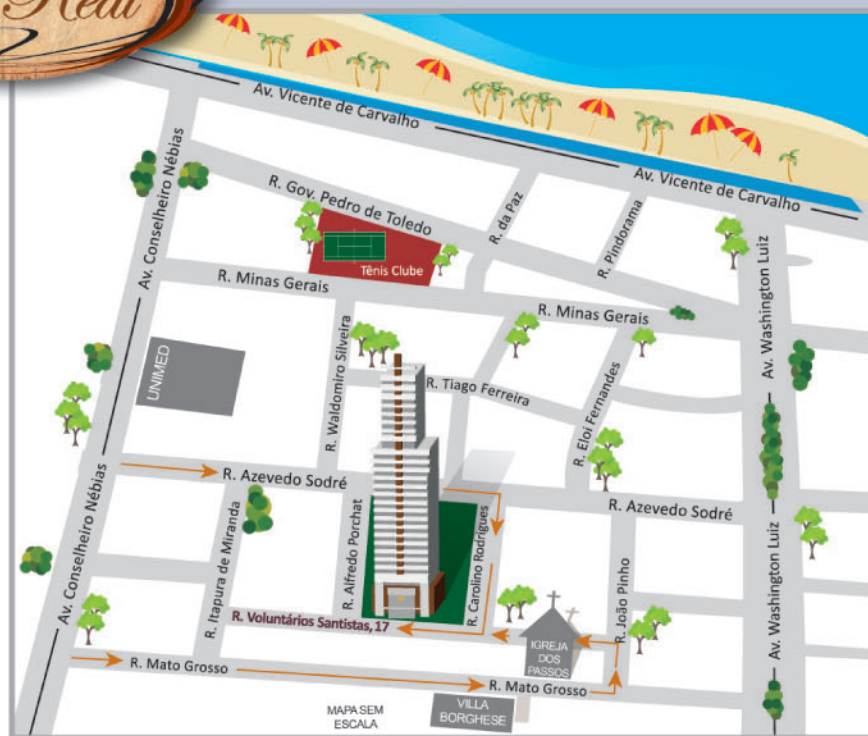 Real
Av. Vicente de Carvalho
Av. Vicente de Carvalho
Av. Conselheiro Nébias
R. Gov. Pedro de Toledo
R. da Paz
R. Pindorama
Av. Washington Luiz
Tênis Clube
R. Minas Gerais
R. Minas Gerais
UNIMED
R. Waldomiro Silveira
R. Tiago Ferreira
R. Eloi Fernandes
R. Azevedo Sodré
R. Azevedo Sodré
Av. Conselheiro Nébias
R. Itapura de Miranda
R. Alfredo Porchat
R. Carolino Rodrigues
R. João Pinho
Av. Washington Luiz
R. Voluntários Santistas, 17
IGREJA
DOS
PASSOS
R. Mato Grosso
R. Mato Grosso
MAPA SEM
ESCALA
VILLA
BORGHESE